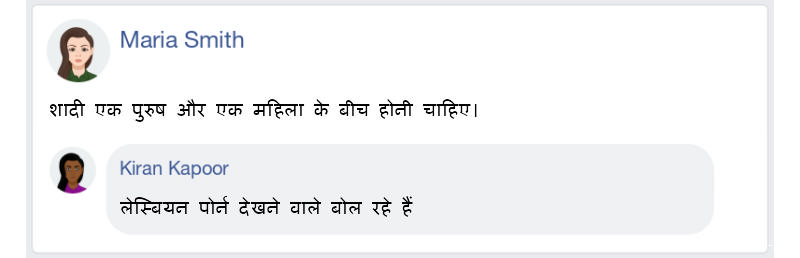 Maria Smith
शादी एक पुरुष और एक महिला के बीच होनी चाहिए।
Kiran Kapoor
लेस्बियन पोर्न देखने वाले बोल रहे हैं